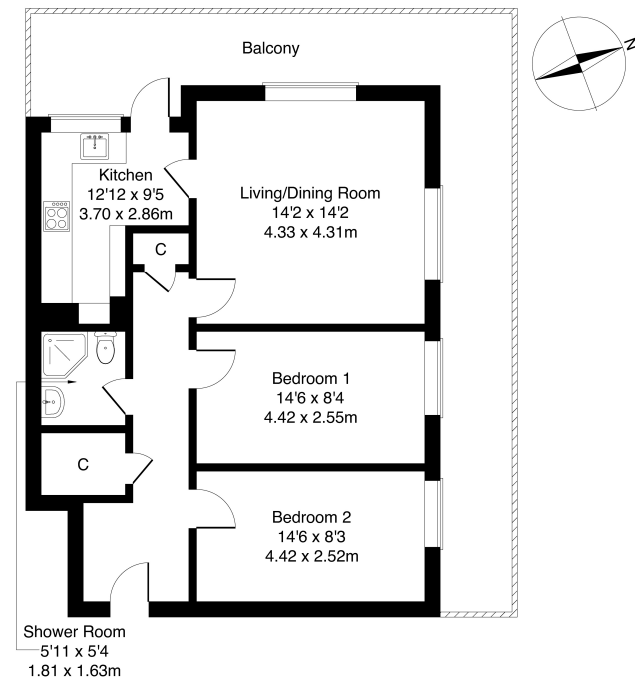 Balcony
N
Kitchen
12'12 x 9'5
3.70 x 2.86m
Living/Dining Room
14'2 x 14'2
4.33 x 4.31m
C
Bedroom 1
14'6 x 8'4
4.42 x 2.55m
C
Bedroom 2
14'6 x 8'3
4.42 x 2.52m
Shower Room
5'11 x 5'4
1.81 x 1.63m